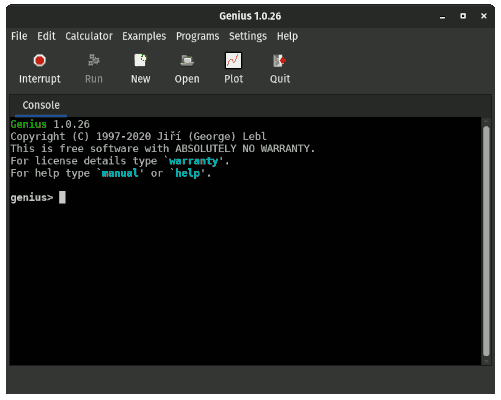 Genius 1.0.26
File Edit Calculator Examples Programs Settings Help
Interrupt Run New Open Plot Quit
Console
Genius 1.0.26
Copyright (C) 1997-2020 Jiří (George) Lebl
This is free software with ABSOLUTELY NO WARRANTY.
For license details type `warranty'.
For help type `manual' or `help'.
genius>